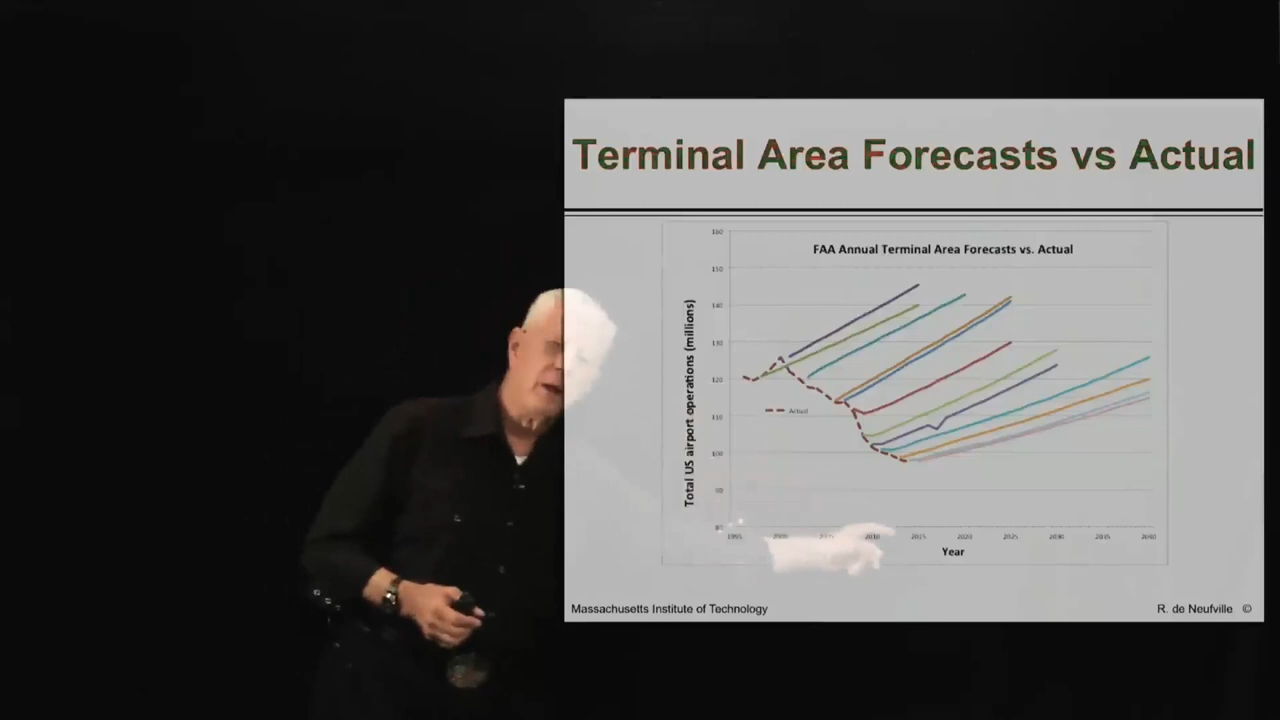 Terminal Area Forecasts vs Actual
FAA Annual Terminal Area Forecasts vs. Actual
Total US airport operations (millions)
160
150
140
130
120
110
100
90
Actual
1995 2000 2005 2010 2015 2020 2025 2030 2035 2040
Year
Massachusetts Institute of Technology
R. de Neufville ©